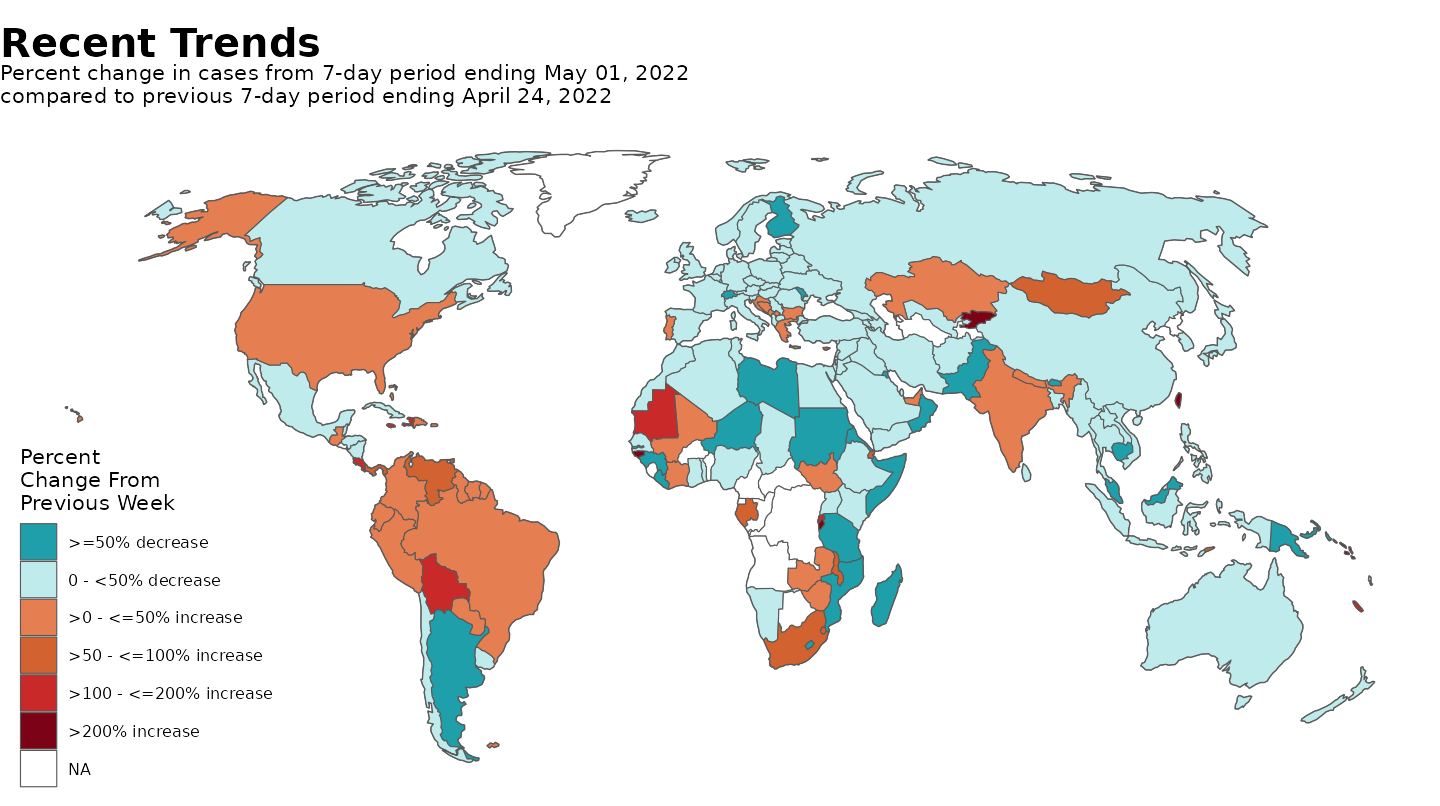 Recent Trends
Percent change in cases from 7-day period ending May 01, 2022
compared to previous 7-day period ending April 24, 2022
Percent
Change From
Previous Week
>=50% decrease
0 - <50% decrease
>0 - <=50% increase
>50 - <=100% increase
>100 - <=200% increase
>200% increase
NA